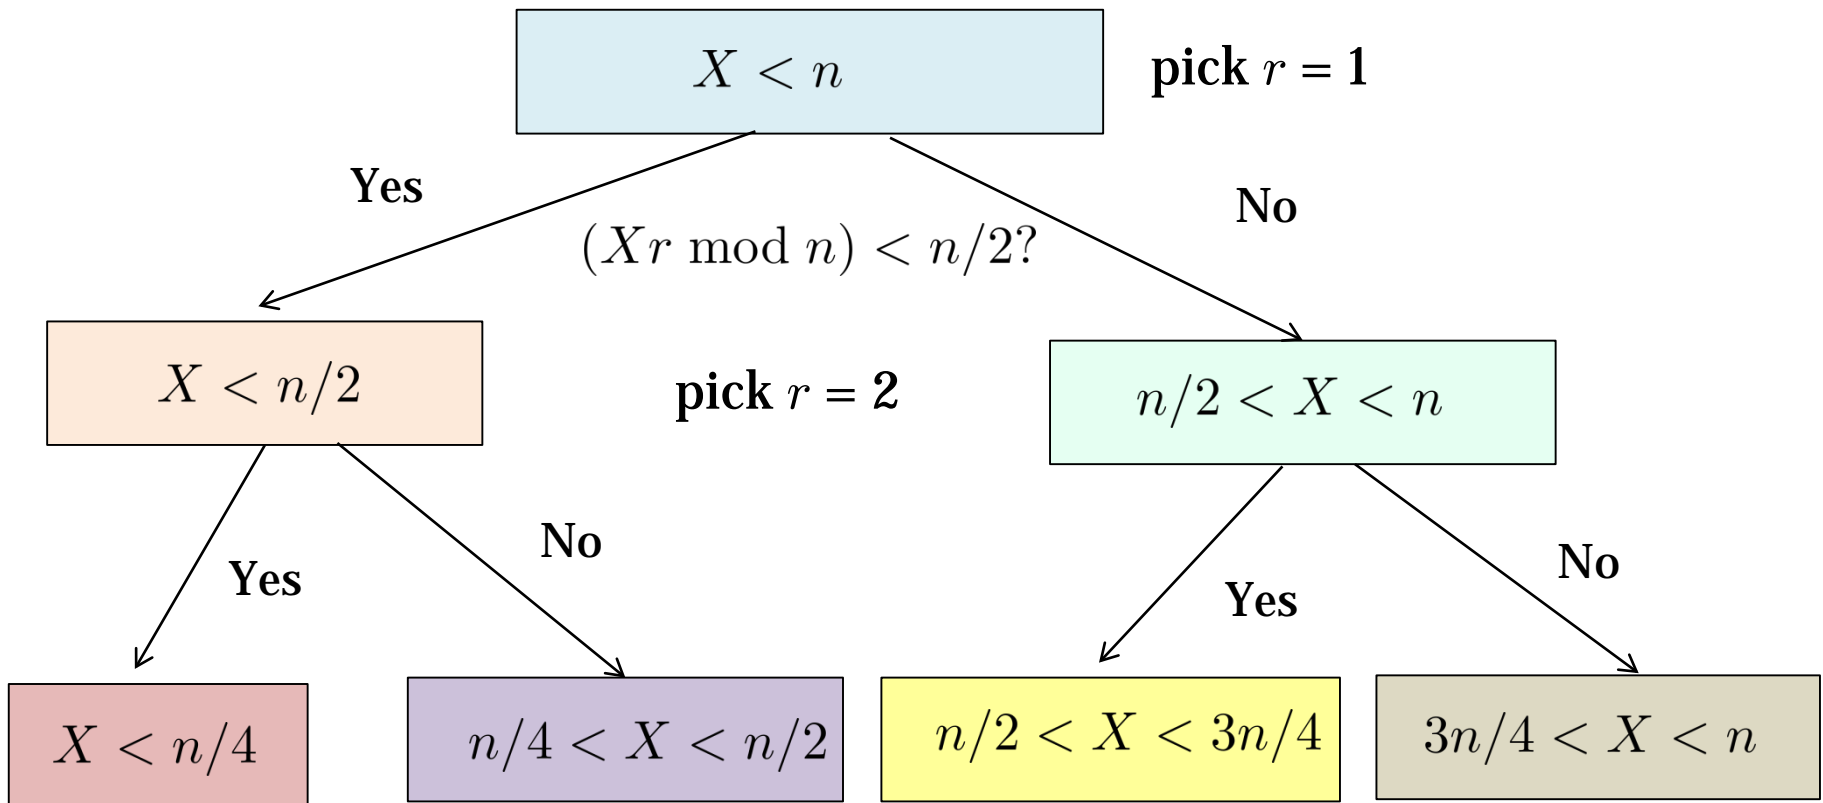 X < n
pick r = 1
Yes
No
(Xr mod n) < n/2?
X < n/2
pick r = 2
n/2 < X < n
Yes
No
Yes
No
X < n/4
n/4 < X < n/2
n/2 < X < 3n/4
3n/4 < X < n